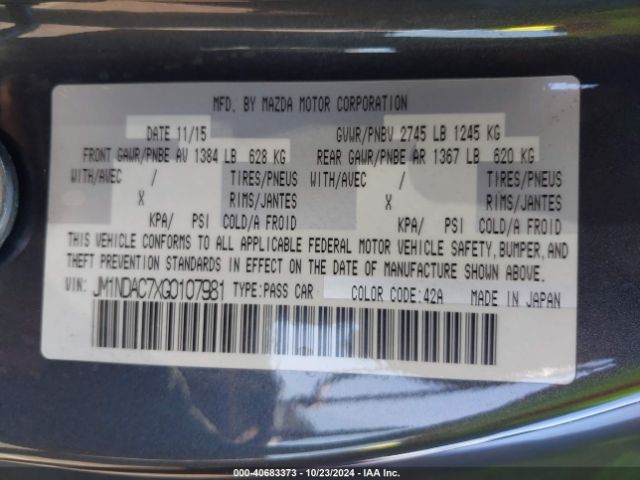 MFD. BY MAZDA MOTOR CORPORATION
DATE 11/15 GVWR/PNBV 2745 LB 1245 KG
FRONT GAWR/PNBE AV 1384 LB 628 KG REAR GAWR/PNBE AR 1367 LB 620 KG
WITH/AVEC / TIRES/PNEUS WITH/AVEC / TIRES/PNEUS
X RIMS/JANTES X RIMS/JANTES
KPA/ PSI COLD/A FROID KPA/ PSI COLD/A FROID
THIS VEHICLE CONFORMS TO ALL APPLICABLE FEDERAL MOTOR VEHICLE SAFETY, BUMPER, AND
THEFT PREVENTION STANDARDS IN EFFECT ON THE DATE OF MANUFACTURE SHOWN ABOVE.
VIN: JM1NDAC7XG0107981 TYPE:PASS CAR COLOR CODE:42A MADE IN JAPAN
000-40683373 - 10/23/2024 - IAA Inc.